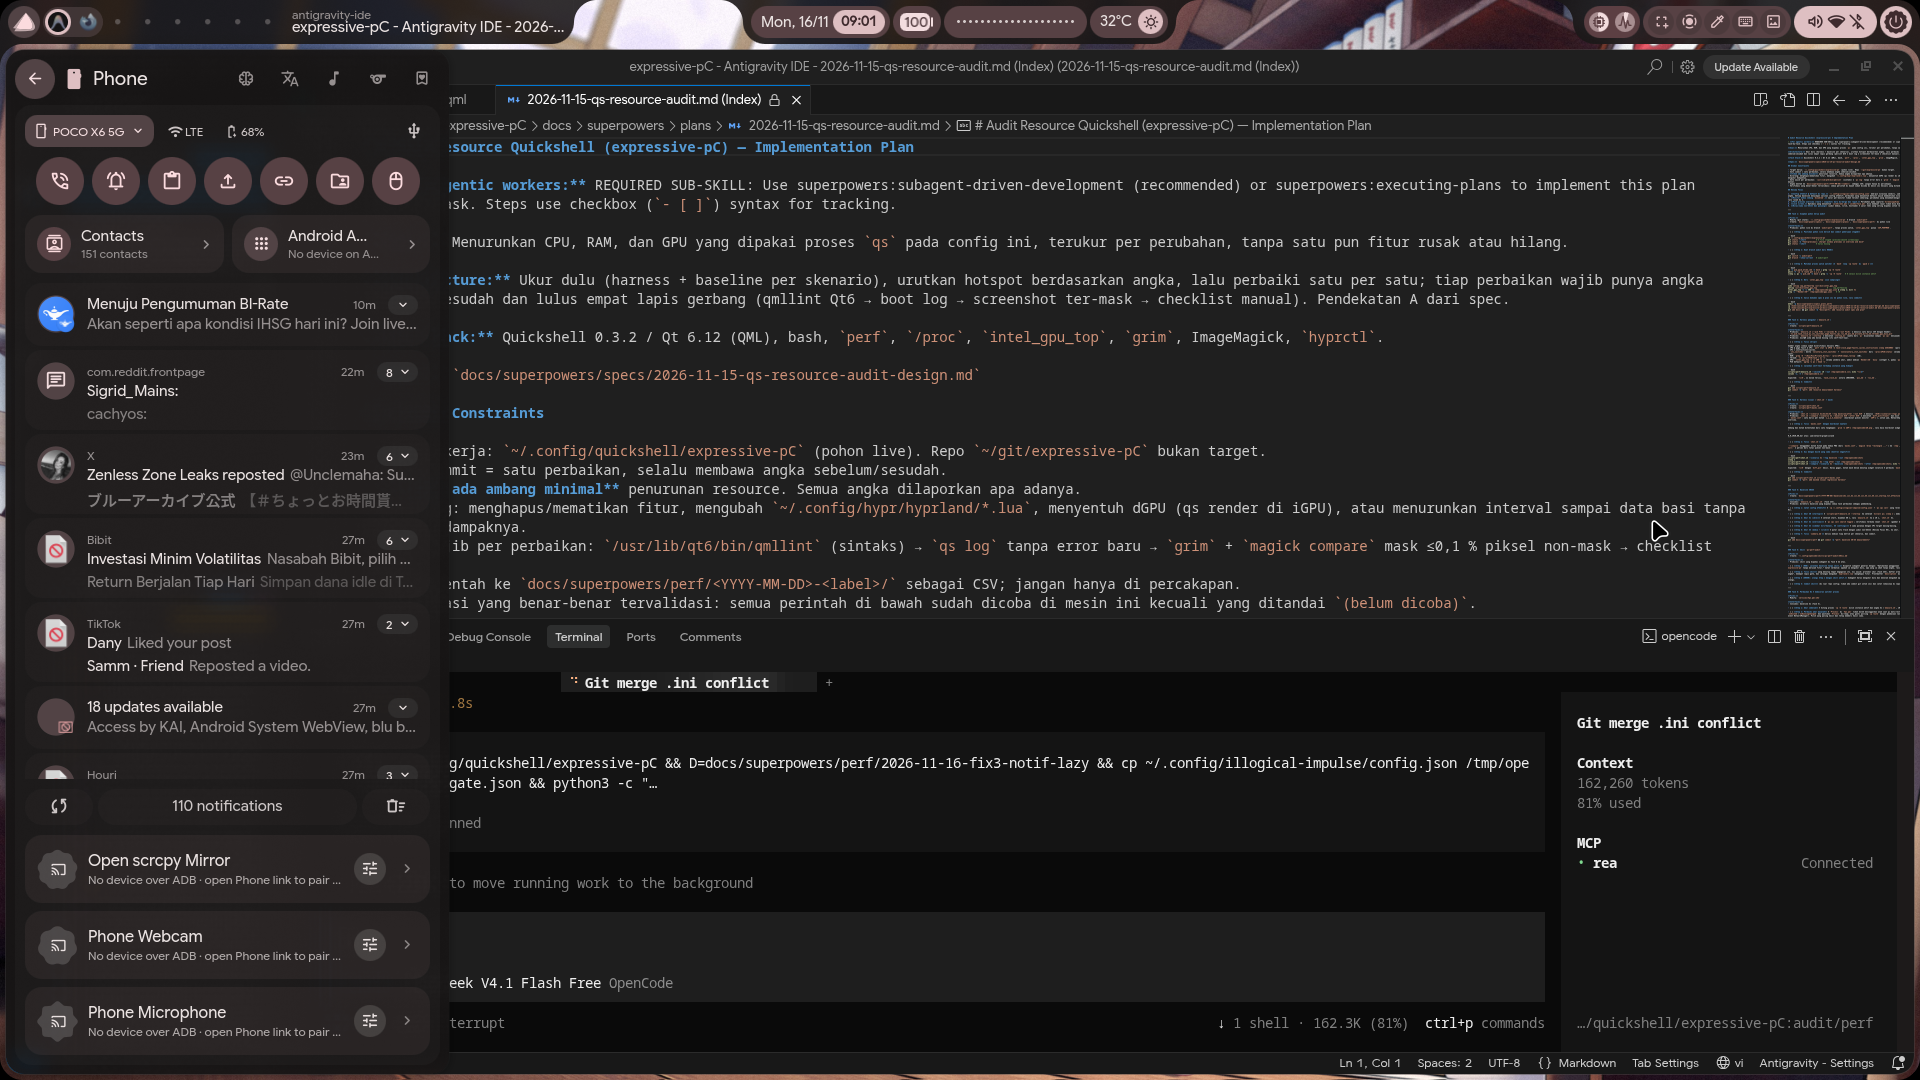 antigravity-ide
expressive-pC - Antigravity IDE - 2026-...
Mon, 16/11 09:01
100
32°C
Phone
POCO X6 5G
LTE
68%
Contacts
151 contacts
Android A...
No device on A...
Menuju Pengumuman BI-Rate 10m
Akan seperti apa kondisi IHSG hari ini? Join live...
com.reddit.frontpage 22m 8
Sigrid_Mains:
cachyos:
X 23m 6
Zenless Zone Leaks reposted @Unclemaha: Su...
ブルーアーカイブ公式 【#ちょっとお時間貰...
Bibit 27m 6
Investasi Minim Volatilitas Nasabah Bibit, pilih ...
Return Berjalan Tiap Hari Simpan dana idle di T...
TikTok 27m 2
Dany Liked your post
Samm · Friend Reposted a video.
18 updates available 27m
Access by KAI, Android System WebView, blu b...
Houri 27m 3
110 notifications
Open scrcpy Mirror
No device over ADB · open Phone link to pair ...
Phone Webcam
No device over ADB · open Phone link to pair ...
Phone Microphone
No device over ADB · open Phone link to pair ...
expressive-pC - Antigravity IDE - 2026-11-15-qs-resource-audit.md (Index) (2026-11-15-qs-resource-audit.md (Index))
Update Available
qml
2026-11-15-qs-resource-audit.md (Index)
xpressive-pC > docs > superpowers > plans > 2026-11-15-qs-resource-audit.md > # Audit Resource Quickshell (expressive-pC) — Implementation Plan
source Quickshell (expressive-pC) — Implementation Plan
gentic workers:** REQUIRED SUB-SKILL: Use superpowers:subagent-driven-development (recommended) or superpowers:executing-plans to implement this plan
sk. Steps use checkbox (`- [ ]`) syntax for tracking.
Menurunkan CPU, RAM, dan GPU yang dipakai proses `qs` pada config ini, terukur per perubahan, tanpa satu pun fitur rusak atau hilang.
ture:** Ukur dulu (harness + baseline per skenario), urutkan hotspot berdasarkan angka, lalu perbaiki satu per satu; tiap perbaikan wajib punya angka
esudah dan lulus empat lapis gerbang (qmllint Qt6 → boot log → screenshot ter-mask → checklist manual). Pendekatan A dari spec.
ack:** Quickshell 0.3.2 / Qt 6.12 (QML), bash, `perf`, `/proc`, `intel_gpu_top`, `grim`, ImageMagick, `hyprctl`.
`docs/superpowers/specs/2026-11-15-qs-resource-audit-design.md`
Constraints
kerja: `~/.config/quickshell/expressive-pC` (pohon live). Repo `~/git/expressive-pC` bukan target.
mmit = satu perbaikan, selalu membawa angka sebelum/sesudah.
ada ambang minimal** penurunan resource. Semua angka dilaporkan apa adanya.
g: menghapus/mematikan fitur, mengubah `~/.config/hypr/hyprland/*.lua`, menyentuh dGPU (qs render di iGPU), atau menurunkan interval sampai data basi tanpa
dampaknya.
ib per perbaikan: `/usr/lib/qt6/bin/qmllint` (sintaks) → `qs log` tanpa error baru → `grim` + `magick compare` mask ≤0,1 % piksel non-mask → checklist
entah ke `docs/superpowers/perf/<YYYY-MM-DD>-<label>/` sebagai CSV; jangan hanya di percakapan.
asi yang benar-benar tervalidasi: semua perintah di bawah sudah dicoba di mesin ini kecuali yang ditandai `(belum dicoba)`.
Debug Console Terminal Ports Comments
opencode
Git merge .ini conflict +
.8s
g/quickshell/expressive-pC && D=docs/superpowers/perf/2026-11-16-fix3-notif-lazy && cp ~/.config/illogical-impulse/config.json /tmp/ope
gate.json && python3 -c "…
nned
to move running work to the background
eek V4.1 Flash Free OpenCode
terrupt
↓ 1 shell · 162.3K (81%) ctrl+p commands
Git merge .ini conflict
Context
162,260 tokens
81% used
MCP
• rea Connected
…/quickshell/expressive-pC:audit/perf
Ln 1, Col 1 Spaces: 2 UTF-8 { } Markdown Tab Settings vi Antigravity - Settings